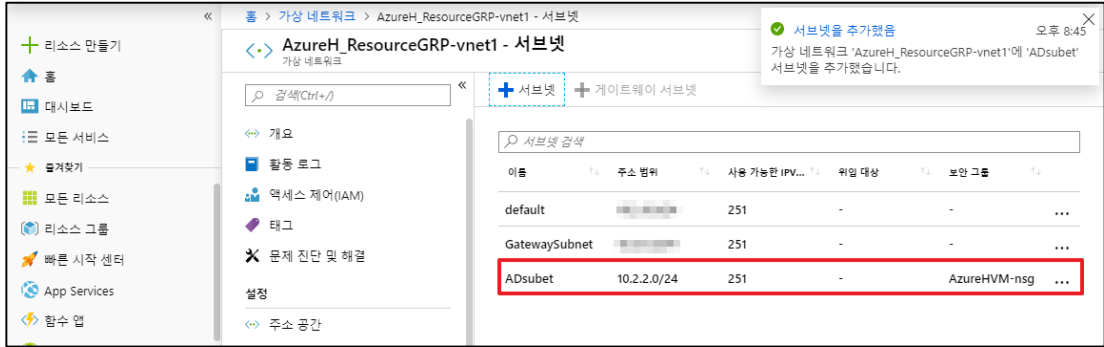 «
리소스 만들기
홈
대시보드
모든 서비스
즐겨찾기
모든 리소스
리소스 그룹
빠른 시작 센터
App Services
함수 앱
홈 > 가상 네트워크 > AzureH_ResourceGRP-vnet1 - 서브넷
AzureH_ResourceGRP-vnet1 - 서브넷
가상 네트워크
검색(Ctrl+/)
«
개요
활동 로그
액세스 제어(IAM)
태그
문제 진단 및 해결
설정
주소 공간
서브넷을 추가했음
오후 8:45
가상 네트워크 'AzureH_ResourceGRP-vnet1'에 'ADsubet'
서브넷을 추가했습니다.
+ 서브넷 + 게이트웨이 서브넷
서브넷 검색
이름 ↑↓ 주소 범위 ↑↓ 사용 가능한 IPV... ↑↓ 위임 대상 ↑↓ 보안 그룹 ↑↓
default 251 - - ...
GatewaySubnet 251 - - ...
ADsubet 10.2.2.0/24 251 - AzureHVM-nsg ...